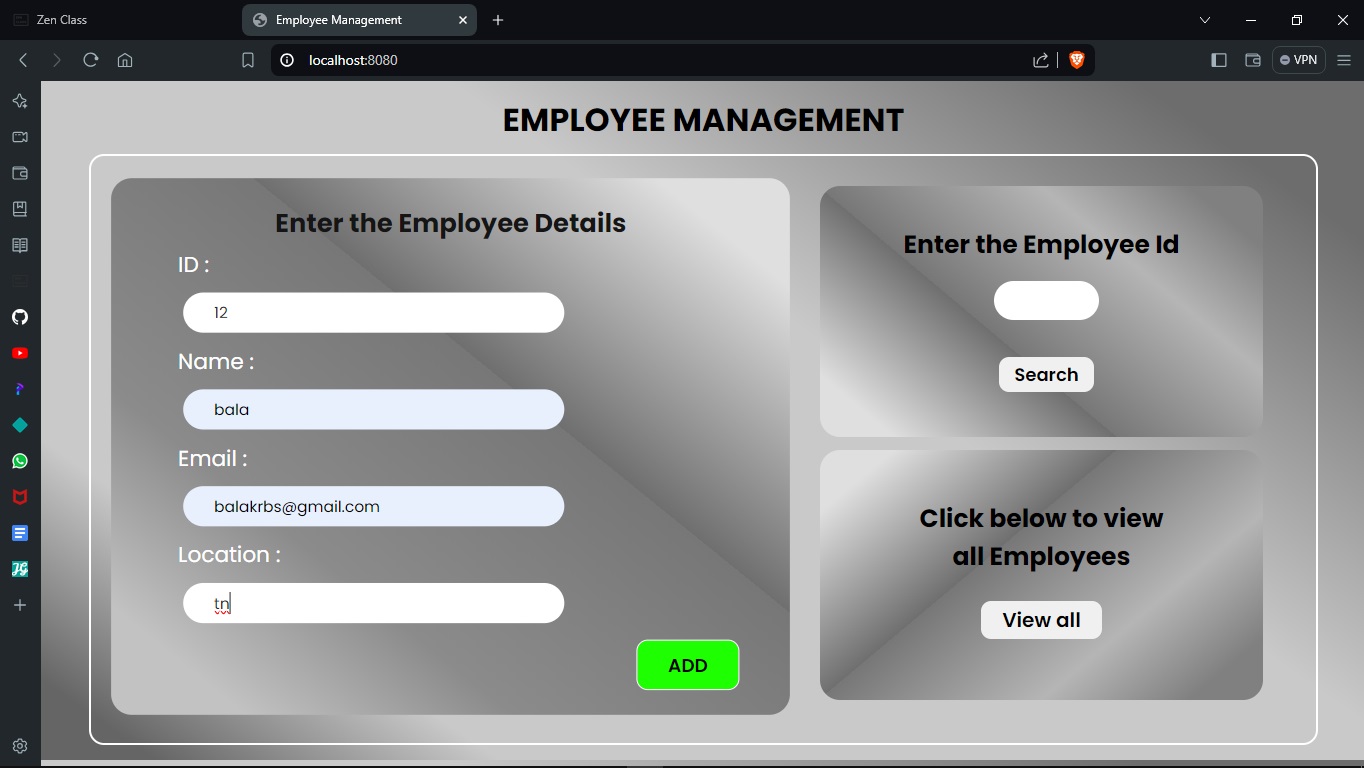 Zen Class
Employee Management
localhost:8080
VPN
EMPLOYEE MANAGEMENT
Enter the Employee Details
ID :
12
Name :
bala
Email :
balakrbs@gmail.com
Location :
tn
ADD
Enter the Employee Id
Search
Click below to view
all Employees
View all